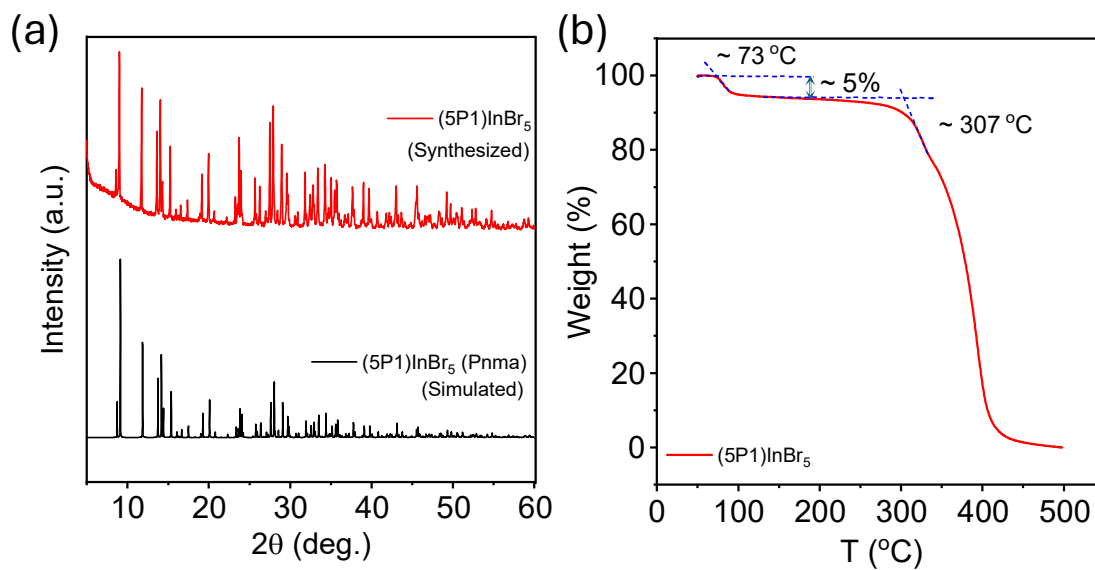 (a)
Intensity (a.u.)
(5P1)InBr₅
(Synthesized)
(5P1)InBr₅ (Pnma)
(Simulated)
10 20 30 40 50 60
2θ (deg.)
(b)
Weight (%)
100
80
60
40
20
0
~ 73 °C
~ 5%
~ 307 °C
(5P1)InBr₅
0 100 200 300 400 500
T (°C)